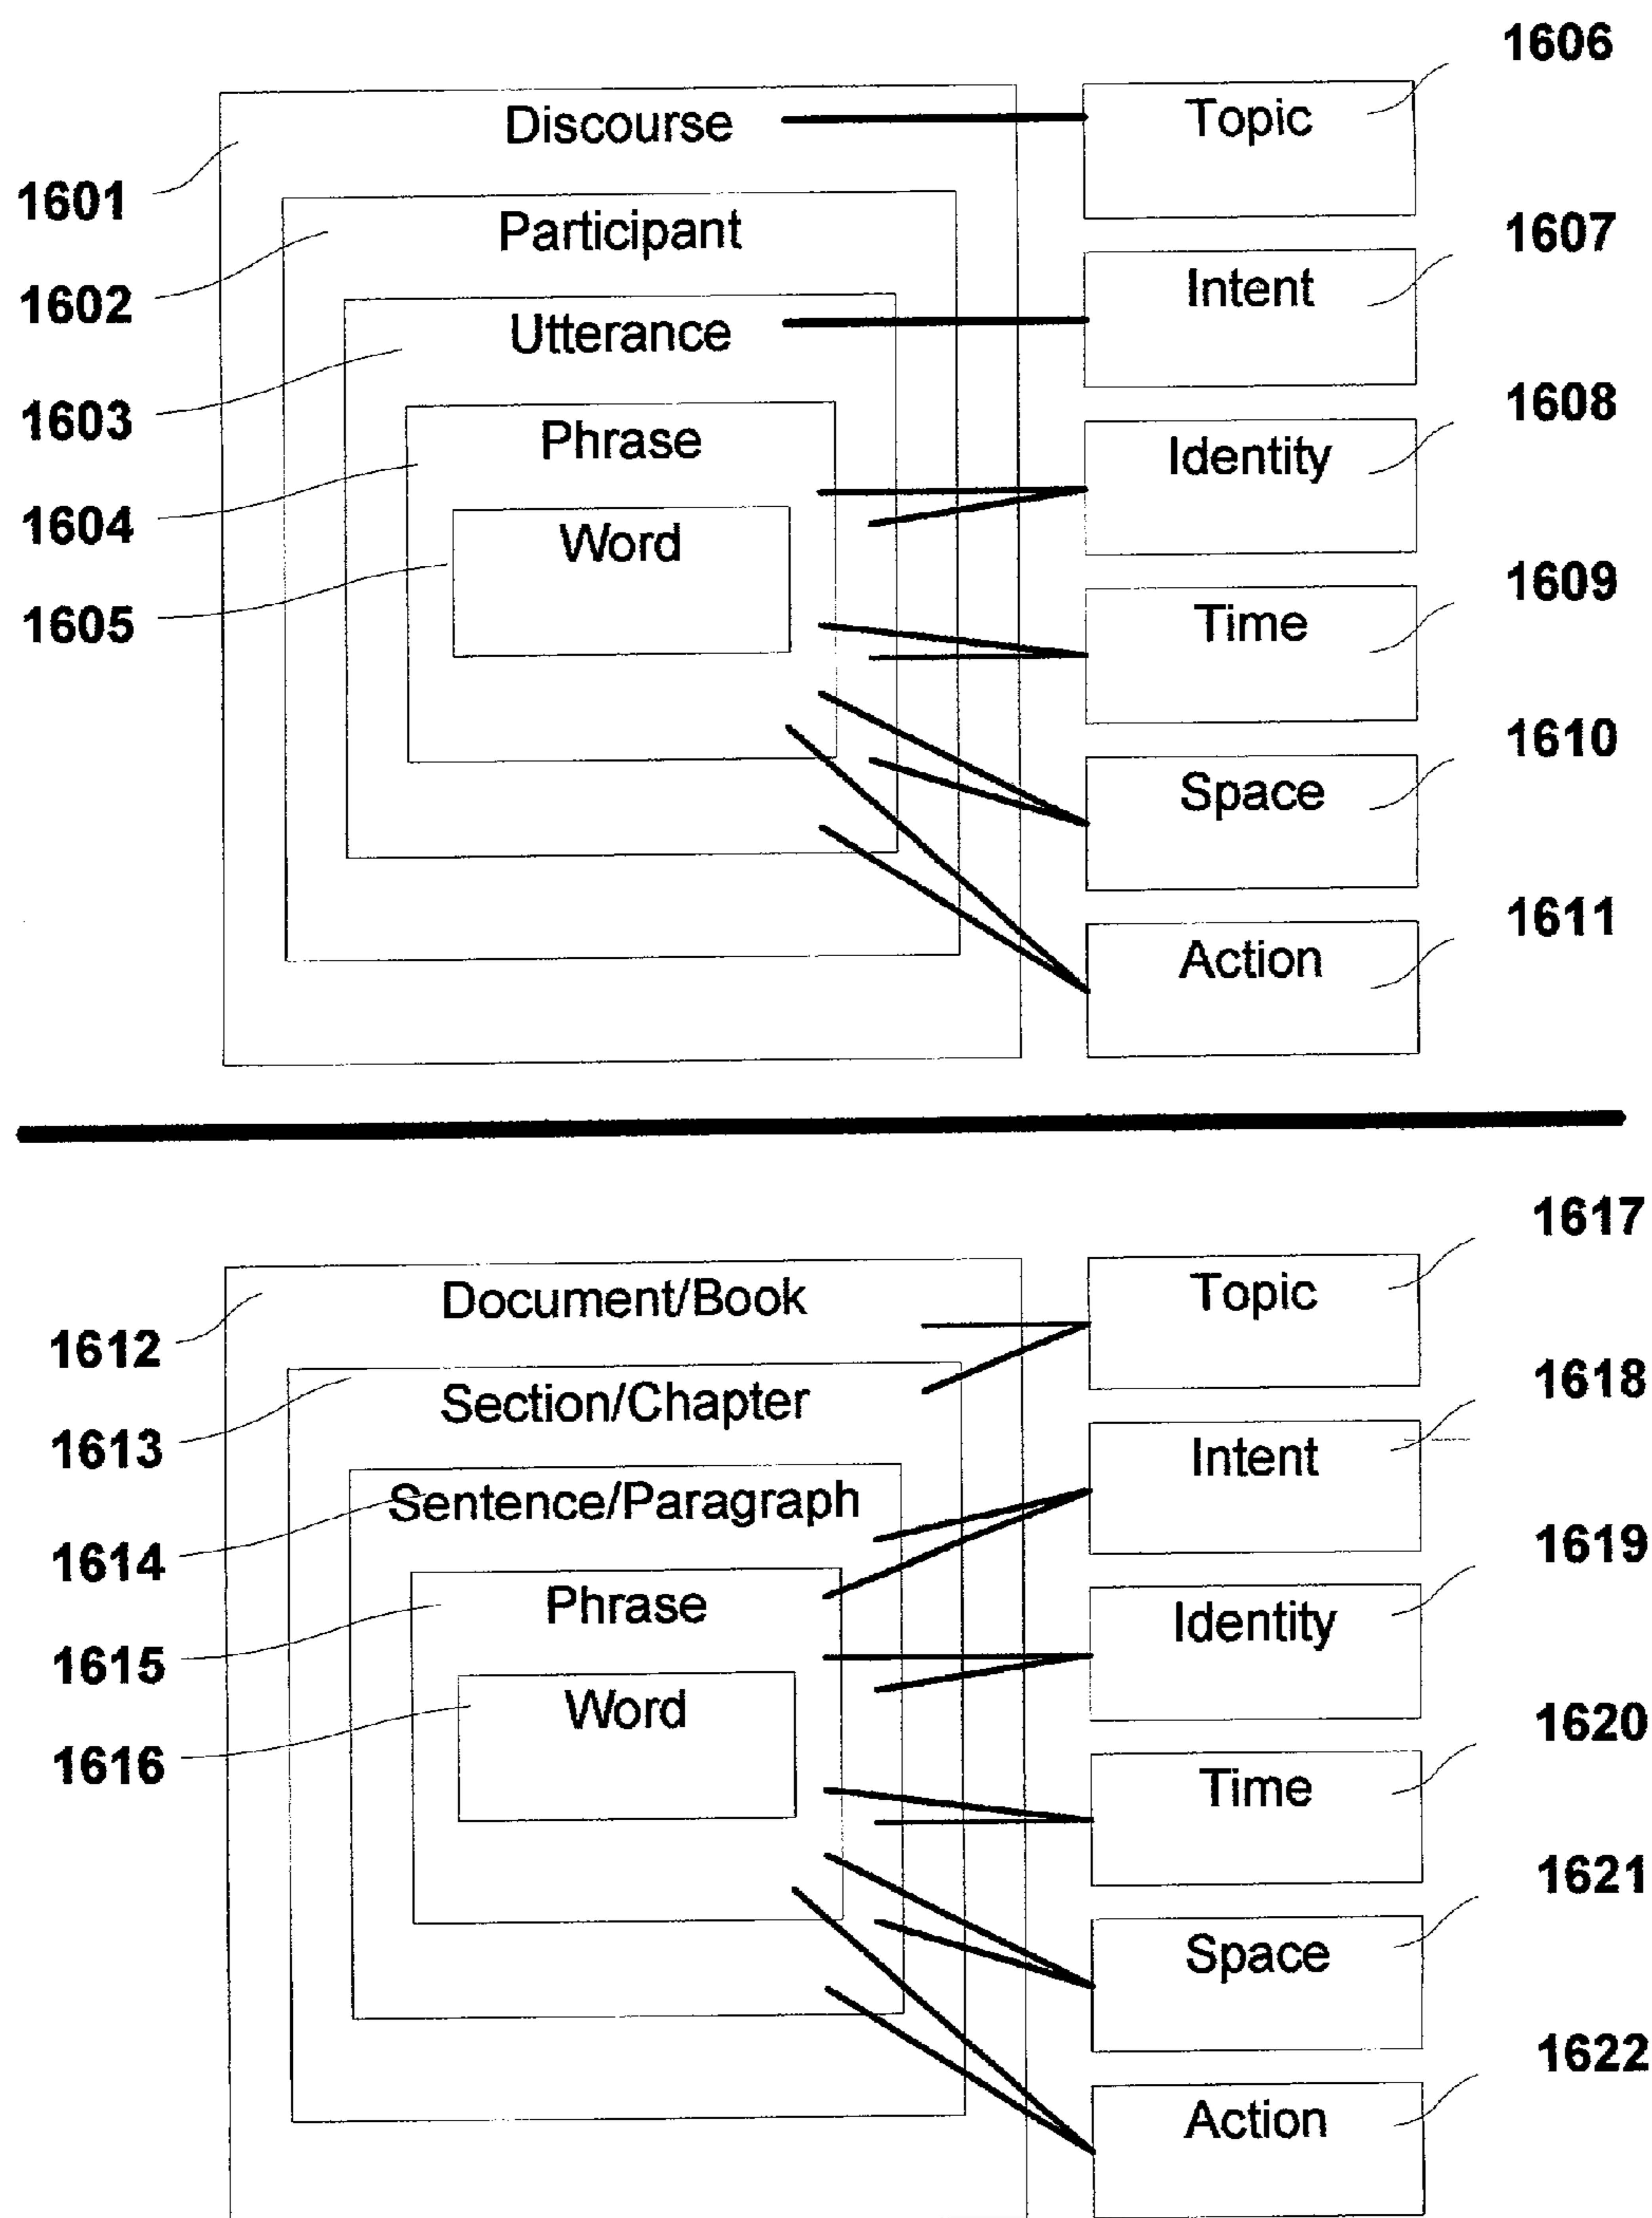 1606
Discourse
Topic
1601
Participant
1607
1602
Utterance
Intent
1603
Phrase
1608
Identity
1604
Word
1609
1605
Time
1610
Space
1611
Action
1617
Document/Book
Topic
1612
Section/Chapter
1618
1613
Sentence/Paragraph
Intent
1614
Phrase
1619
Identity
1615
Word
1620
1616
Time
1621
Space
1622
Action